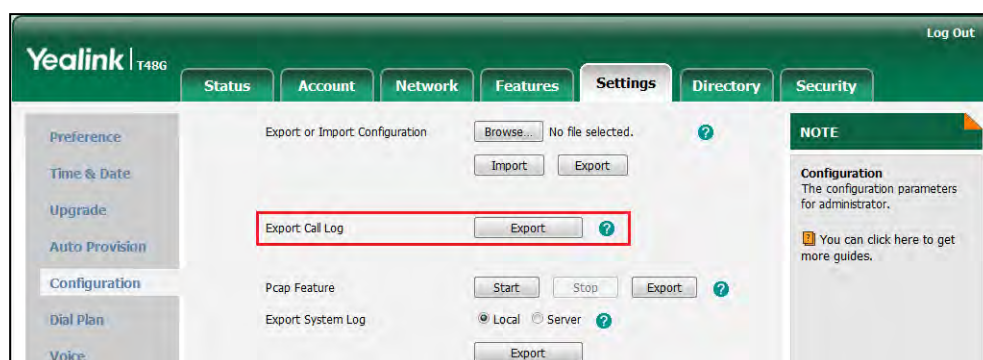 Log Out
Yealink T48G
Status Account Network Features Settings Directory Security
Preference
Time & Date
Upgrade
Auto Provision
Configuration
Dial Plan
Voice
Export or Import Configuration Browse... No file selected. ?
Import Export
Export Call Log Export ?
Pcap Feature Start Stop Export ?
Export System Log Local Server ?
Export
NOTE
Configuration
The configuration parameters
for administrator.
? You can click here to get
more guides.